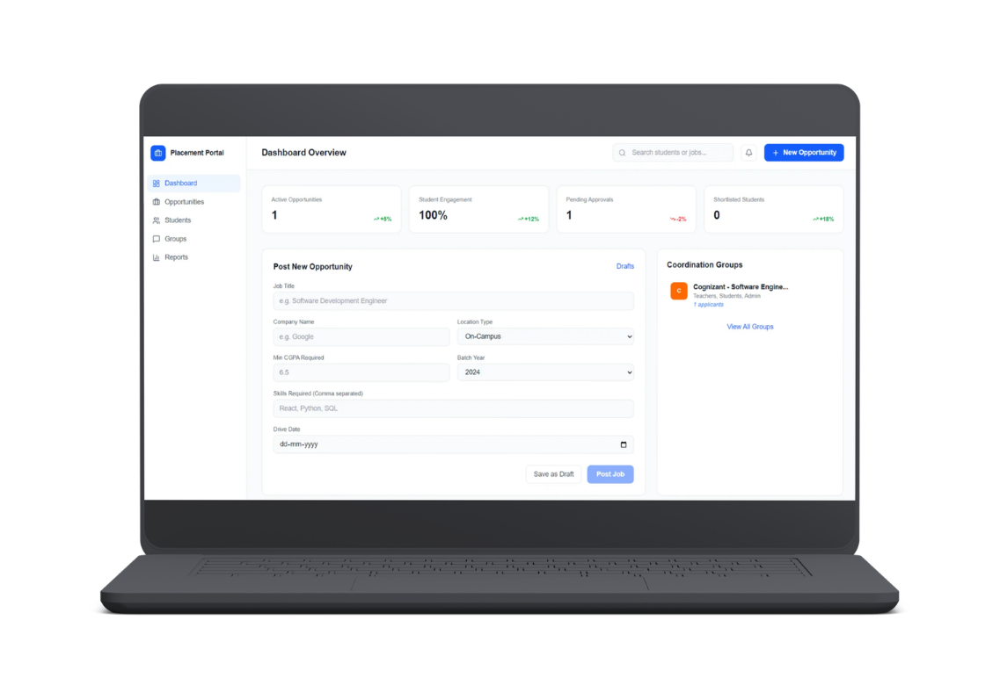 Placement Portal
Dashboard
Opportunities
Students
Groups
Reports
Dashboard Overview
Search students or jobs...
+ New Opportunity
Active Opportunities
1
+5%
Student Engagement
100%
+12%
Pending Approvals
1
-2%
Shortlisted Students
0
+18%
Post New Opportunity
Drafts
Job Title
e.g. Software Development Engineer
Company Name
e.g. Google
Location Type
On-Campus
Min CGPA Required
6.5
Batch Year
2024
Skills Required (Comma separated)
React, Python, SQL
Drive Date
dd-mm-yyyy
Save as Draft
Post Job
Coordination Groups
C
Cognizant - Software Engine...
Teachers, Students, Admin
1 applicants
View All Groups